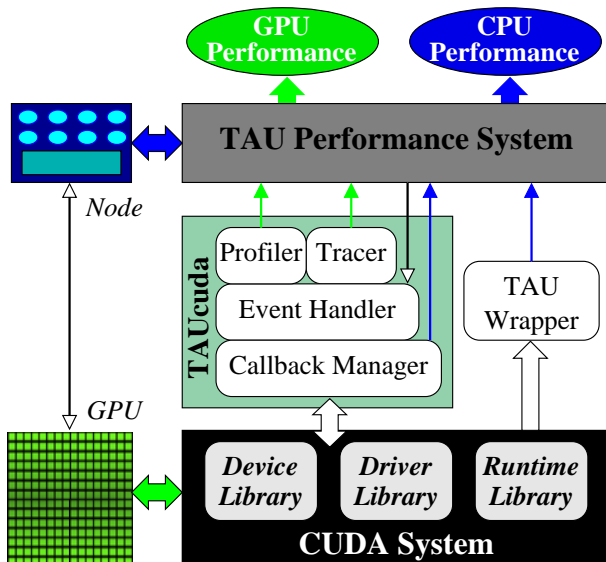 GPU
Performance
CPU
Performance
TAU Performance System
Node
Profiler
Tracer
TAU
Wrapper
Event Handler
TAUcuda
Callback Manager
GPU
Device
Library
Driver
Library
Runtime
Library
CUDA System